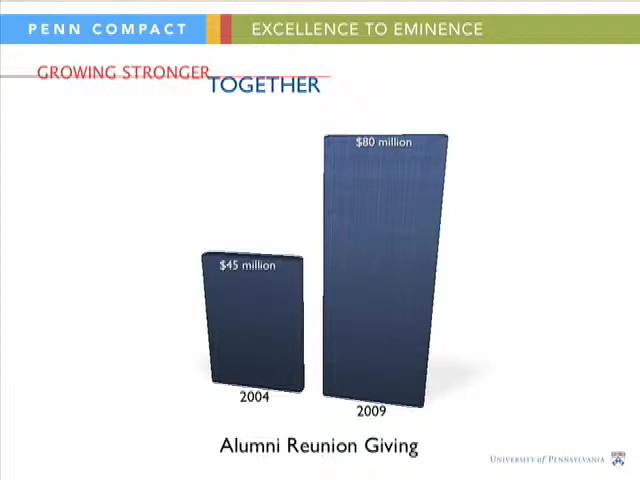 PENN COMPACT EXCELLENCE TO EMINENCE
GROWING STRONGER
TOGETHER
$80 million
$45 million
2004
2009
Alumni Reunion Giving
UNIVERSITY of PENNSYLVANIA